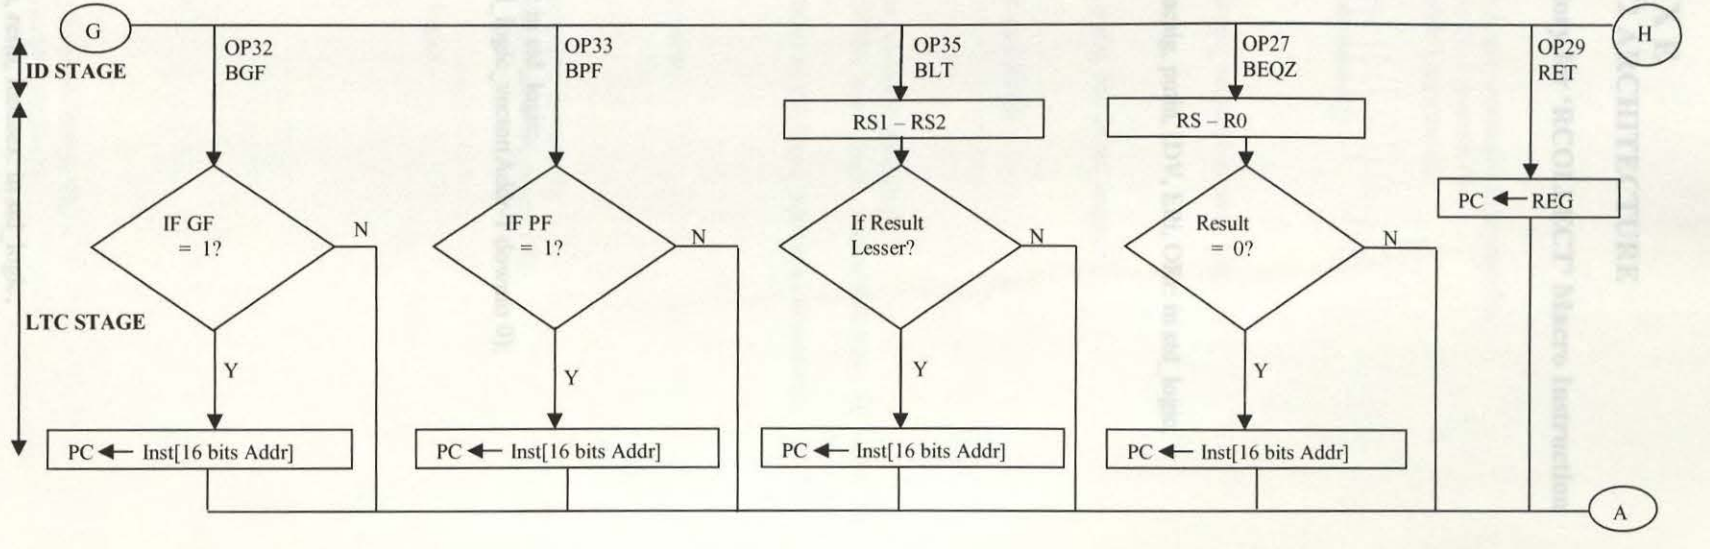 G
H
ID STAGE
OP32
BGF
OP33
BPF
OP35
BLT
OP27
BEQZ
OP29
RET
RS1 – RS2
RS – R0
PC ← REG
IF GF
= 1?
N
IF PF
= 1?
N
If Result
Lesser?
N
Result
= 0?
N
LTC STAGE
Y
Y
Y
Y
PC ← Inst[16 bits Addr]
PC ← Inst[16 bits Addr]
PC ← Inst[16 bits Addr]
PC ← Inst[16 bits Addr]
A